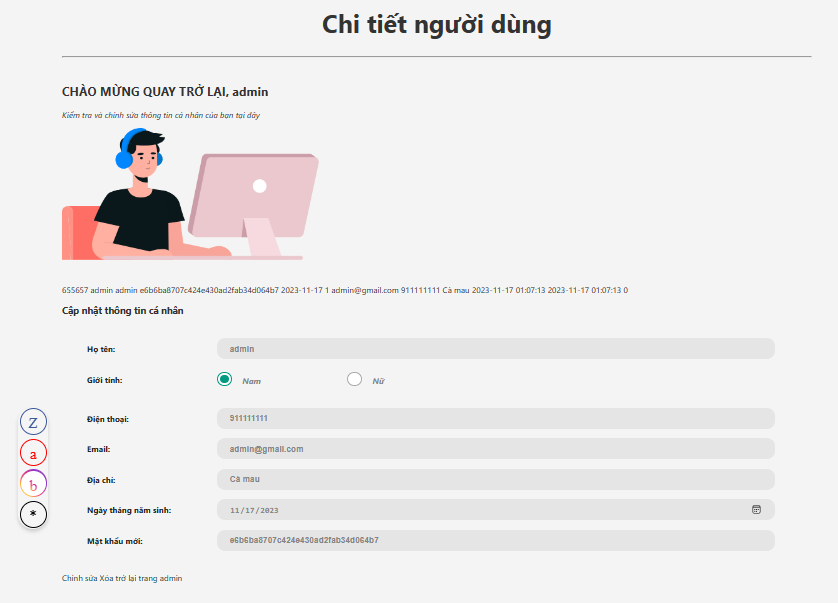 Chi tiết người dùng
CHÀO MỪNG QUAY TRỞ LẠI, admin
Kiểm tra và chỉnh sửa thông tin cá nhân của bạn tại đây
655657 admin admin e6b6ba8707c424e430ad2fab34d064b7 2023-11-17 1 admin@gmail.com 911111111 Cà mau 2023-11-17 01:07:13 2023-11-17 01:07:13 0
Cập nhật thông tin cá nhân
Họ tên: admin
Giới tính: Nam Nữ
Điện thoại: 911111111
Email: admin@gmail.com
Địa chỉ: Cà mau
Ngày tháng năm sinh: 11/17/2023
Mật khẩu mới: e6b6ba8707c424e430ad2fab34d064b7
Z
a
b
*
Chỉnh sửa Xóa trở lại trang admin